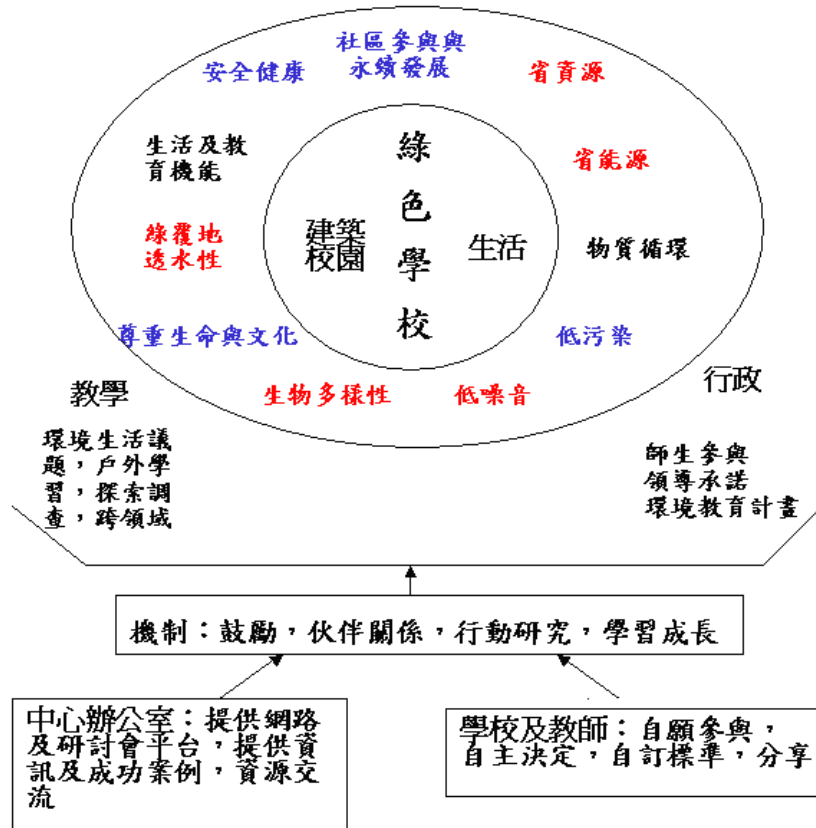 社區參與與
永續發展
安全健康
省資源
生活及教
育機能
省能源
綠色學校
建築
校園
生活
物質循環
綠覆地
透水性
尊重生命與文化
低污染
生物多樣性
低噪音
教學
行政
環境生活議
題，戶外學
習，探索調
查，跨領域
師生參與
領導承諾
環境教育計畫
機制：鼓勵，伙伴關係，行動研究，學習成長
中心辦公室：提供網路
及研討會平台，提供資
訊及成功案例，資源交
流
學校及教師：自願參與，
自主決定，自訂標準，分享